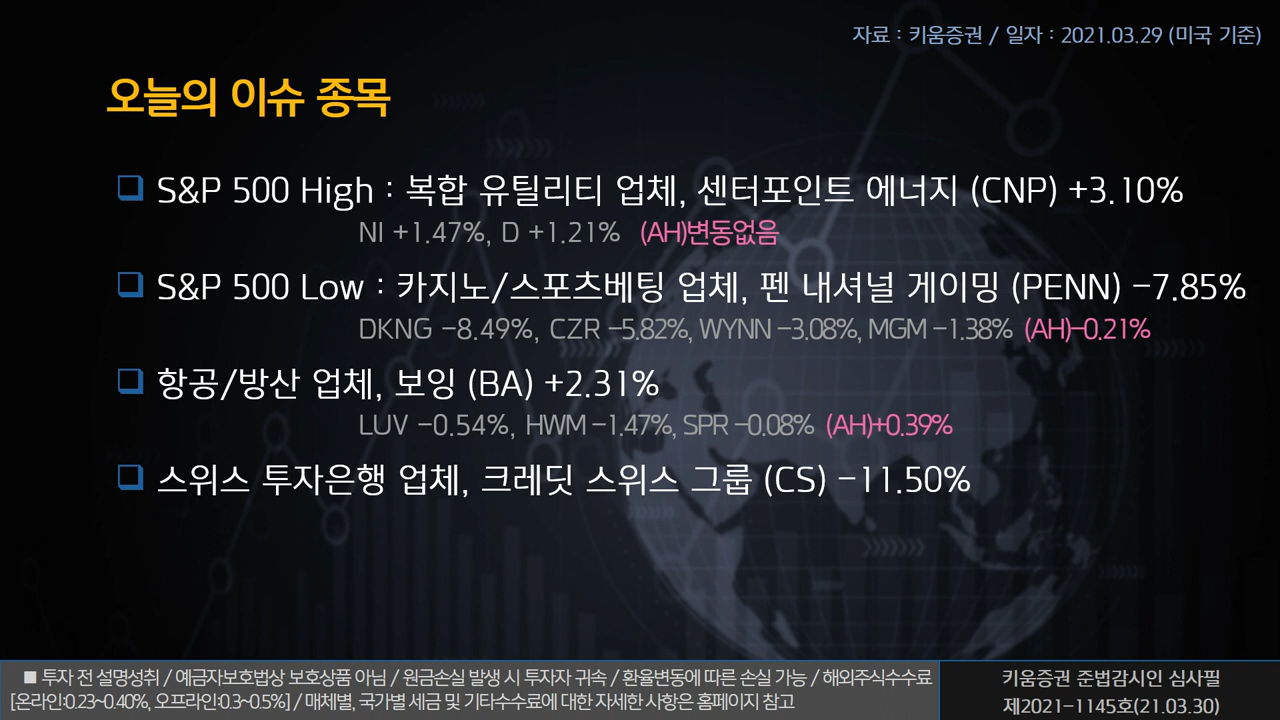 자료 : 키움증권 / 일자 : 2021.03.29 (미국 기준)
오늘의 이슈 종목
❏ S&P 500 High : 복합 유틸리티 업체, 센터포인트 에너지 (CNP) +3.10%
NI +1.47%, D +1.21% (AH)변동없음
❏ S&P 500 Low : 카지노/스포츠베팅 업체, 펜 내셔널 게이밍 (PENN) -7.85%
DKNG -8.49%, CZR -5.82%, WYNN -3.08%, MGM -1.38% (AH)-0.21%
❏ 항공/방산 업체, 보잉 (BA) +2.31%
LUV -0.54%, HWM -1.47%, SPR -0.08% (AH)+0.39%
❏ 스위스 투자은행 업체, 크레딧 스위스 그룹 (CS) -11.50%
■ 투자 전 설명성취 / 예금자보호법상 보호상품 아님 / 원금손실 발생 시 투자자 귀속 / 환율변동에 따른 손실 가능 / 해외주식수수료
[온라인:0.23~0.40%, 오프라인:0.3~0.5%] / 매체별, 국가별 세금 및 기타수수료에 대한 자세한 사항은 홈페이지 참고
키움증권 준법감시인 심사필
제2021-1145호(21.03.30)